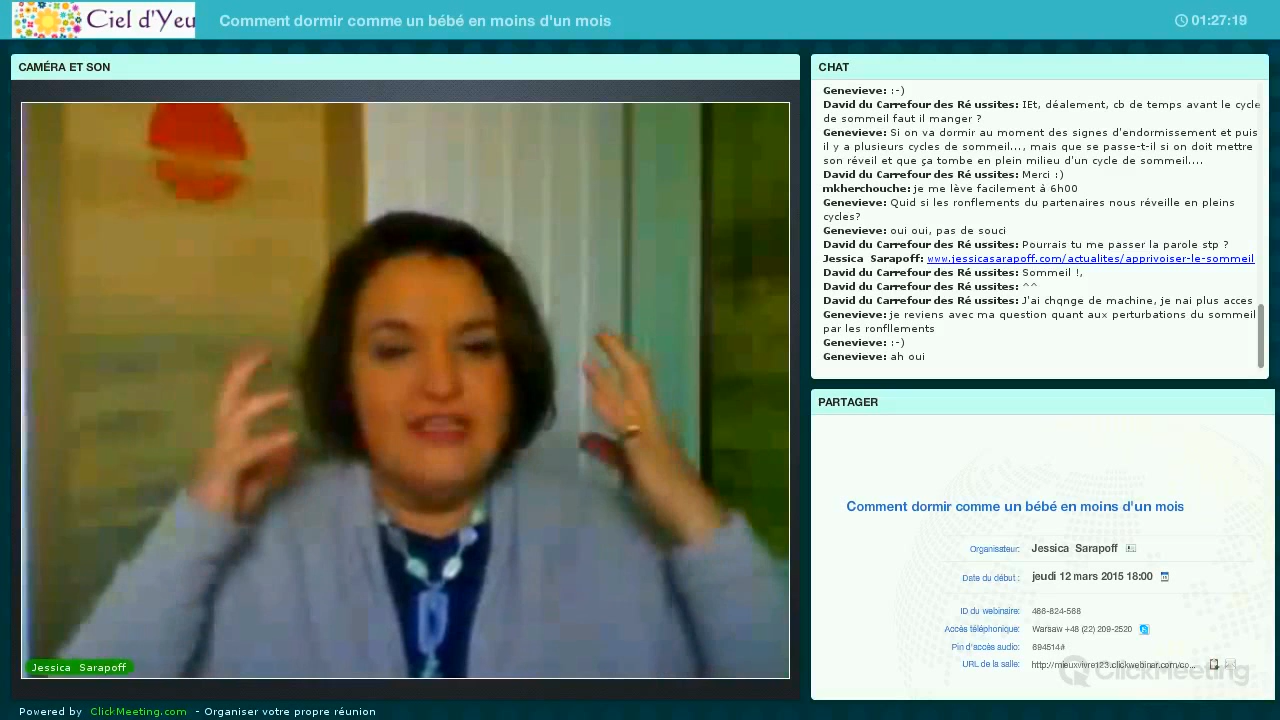 Ciel d'Yeu
Comment dormir comme un bébé en moins d'un mois
01:27:19
CAMÉRA ET SON
Jessica Sarapoff
CHAT
Genevieve: :-)
David du Carrefour des Ré ussites: IEt, déalement, cb de temps avant le cycle
de sommeil faut il manger ?
Genevieve: Si on va dormir au moment des signes d'endormissement et puis
il y a plusieurs cycles de sommeil..., mais que se passe-t-il si on doit mettre
son réveil et que ça tombe en plein milieu d'un cycle de sommeil....
David du Carrefour des Ré ussites: Merci :)
mkherchouche: je me lève facilement à 6h00
Genevieve: Quid si les ronflements du partenaires nous réveille en pleins
cycles?
Genevieve: oui oui, pas de souci
David du Carrefour des Ré ussites: Pourrais tu me passer la parole stp ?
Jessica Sarapoff: www.jessicasarapoff.com/actualites/apprivoiser-le-sommeil
David du Carrefour des Ré ussites: Sommeil !,
David du Carrefour des Ré ussites: ^^
David du Carrefour des Ré ussites: J'ai chqnge de machine, je nai plus acces
Genevieve: je reviens avec ma question quant aux perturbations du sommeil
par les ronfllements
Genevieve: :-)
Genevieve: ah oui
PARTAGER
Comment dormir comme un bébé en moins d'un mois
Organisateur: Jessica Sarapoff
Date du début : jeudi 12 mars 2015 18:00
ID du webinaire: 466-824-568
Accès téléphonique: Warsaw +48 (22) 209-2520
Pin d'accès audio: 694514#
URL de la salle: http://mieuxvivre123.clickwebinar.com/co...
ClickMeeting
Powered by ClickMeeting.com - Organiser votre propre réunion